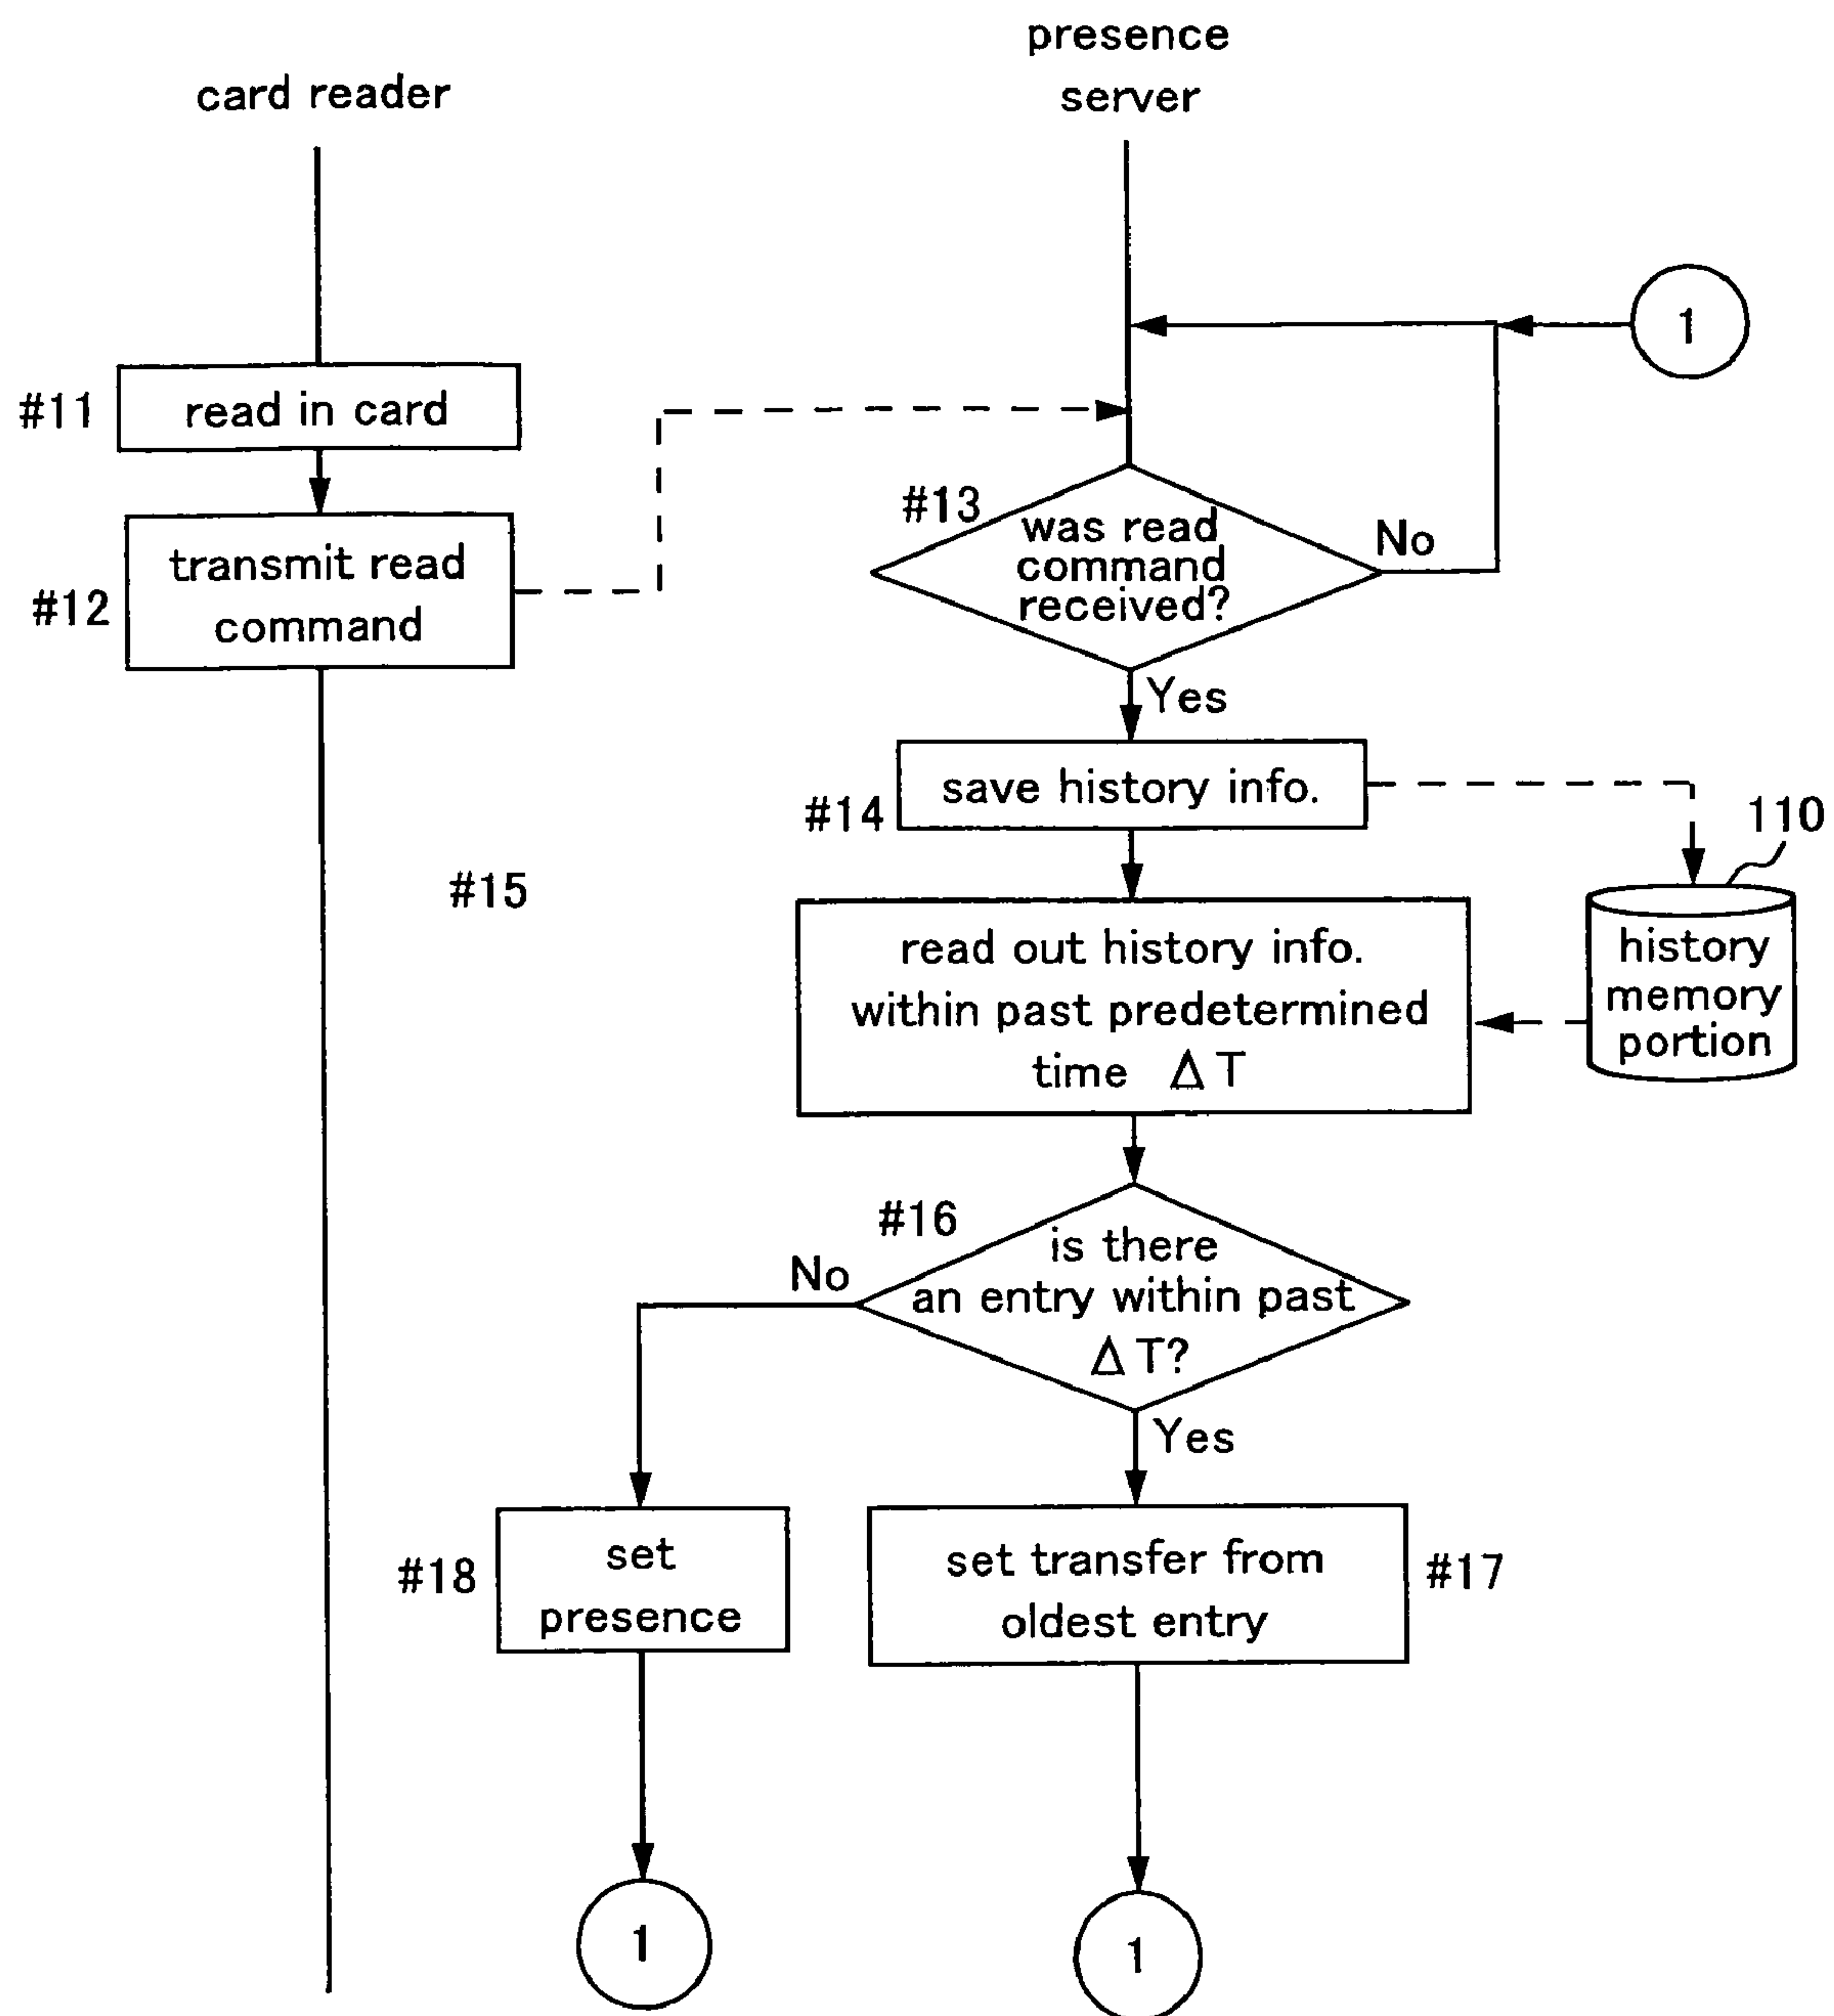 presence
server
card reader
1
#11
read in card
#12
transmit read
command
#13
was read
command
received?
No
Yes
#14
save history info.
110
#15
read out history info.
within past predetermined
time ΔT
history
memory
portion
#16
is there
an entry within past
ΔT?
No
Yes
#18
set
presence
set transfer from
oldest entry
#17
1
1